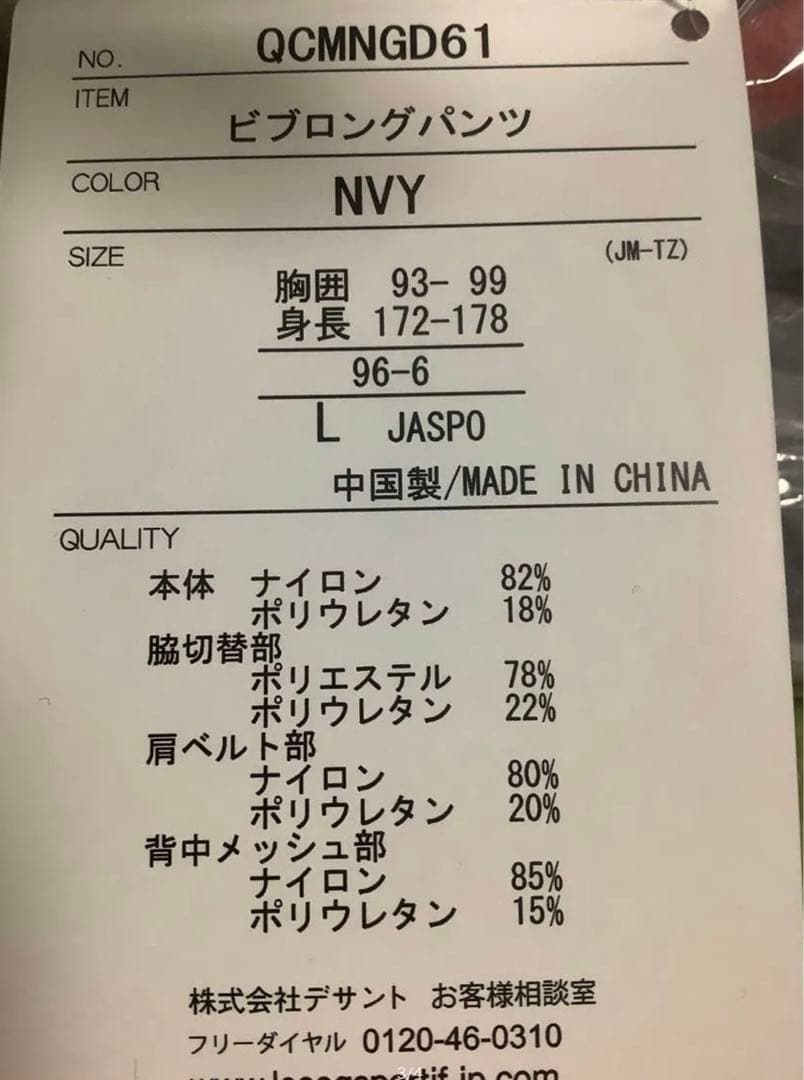 NO. QCMNGD61
ITEM
ビブロングパンツ
COLOR NVY
SIZE (JM-TZ)
胸囲 93- 99
身長 172-178
96-6
L JASPO
中国製/MADE IN CHINA
QUALITY
本体 ナイロン 82%
ポリウレタン 18%
脇切替部
ポリエステル 78%
ポリウレタン 22%
肩ベルト部
ナイロン 80%
ポリウレタン 20%
背中メッシュ部
ナイロン 85%
ポリウレタン 15%
株式会社デサント お客様相談室
フリーダイヤル 0120-46-0310
3/4